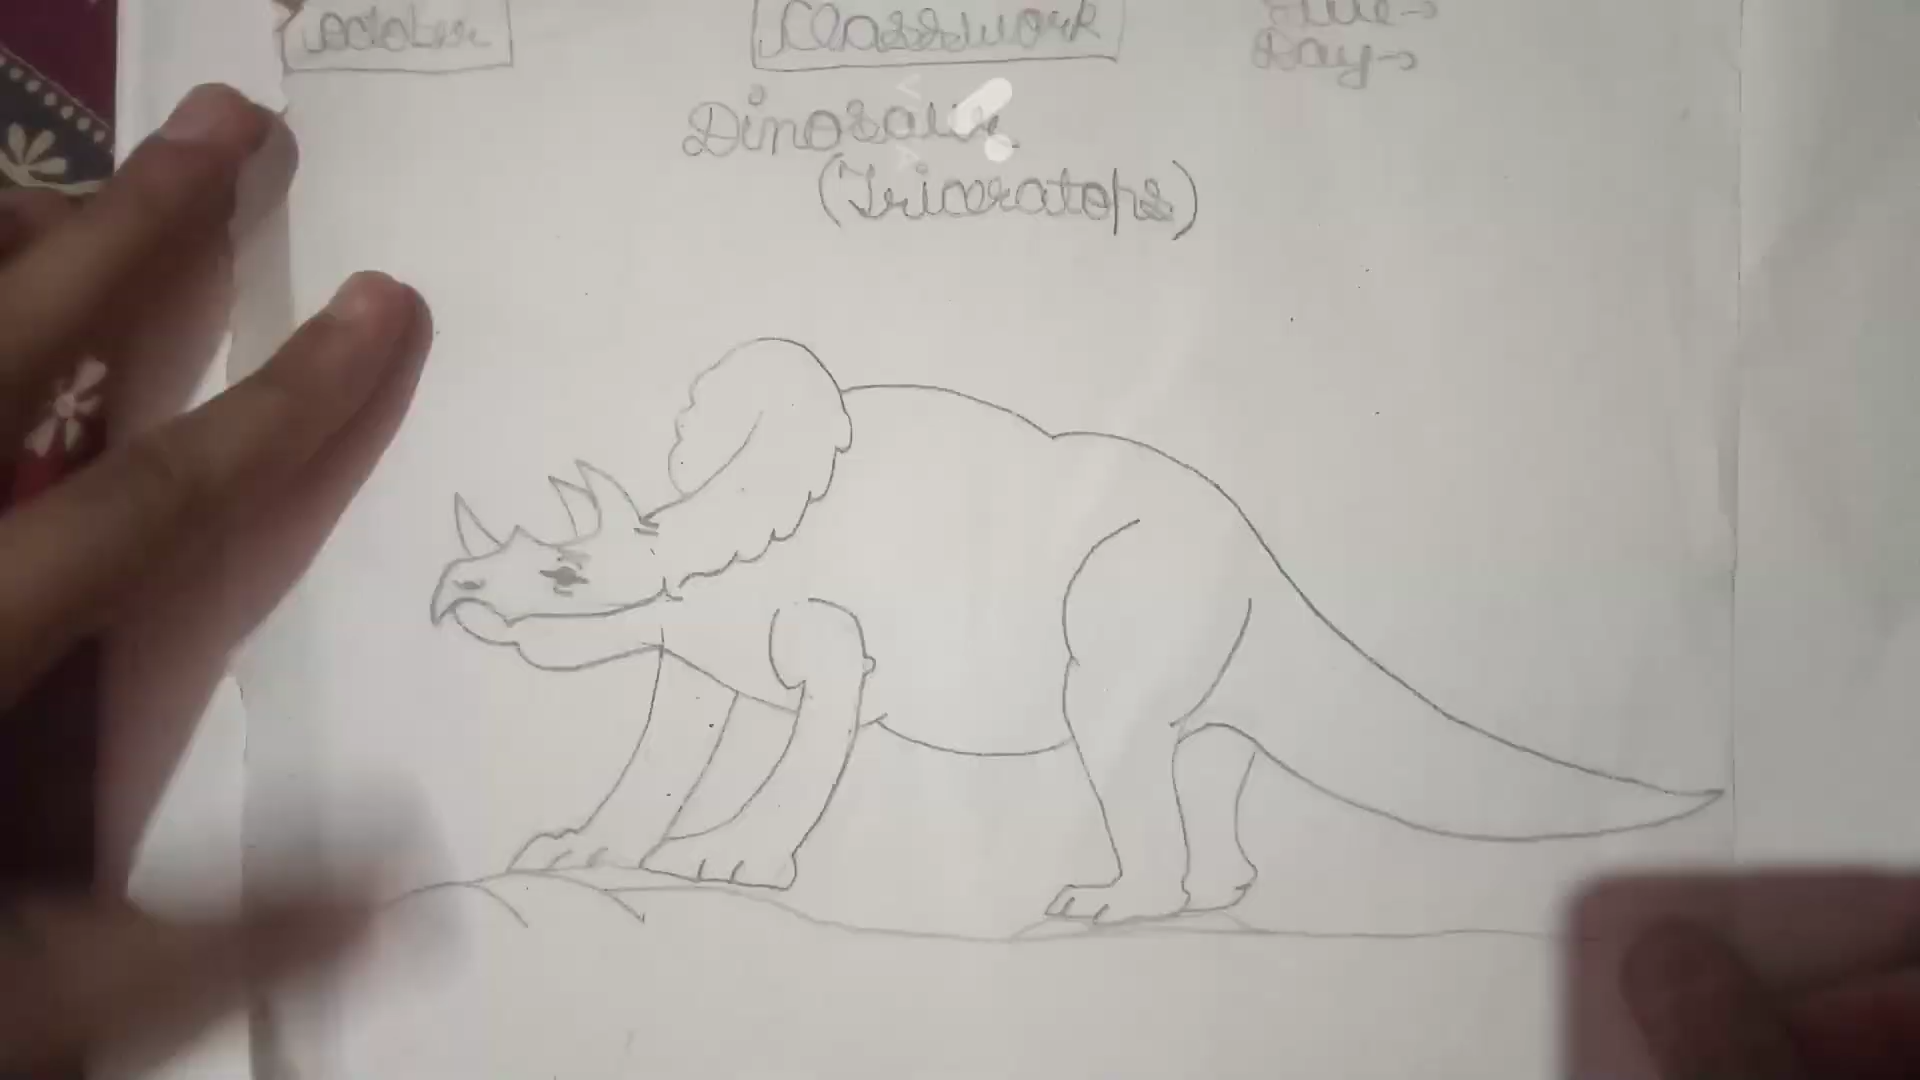 October
Classwork
Day→
Dinosaur
(Triceratops)